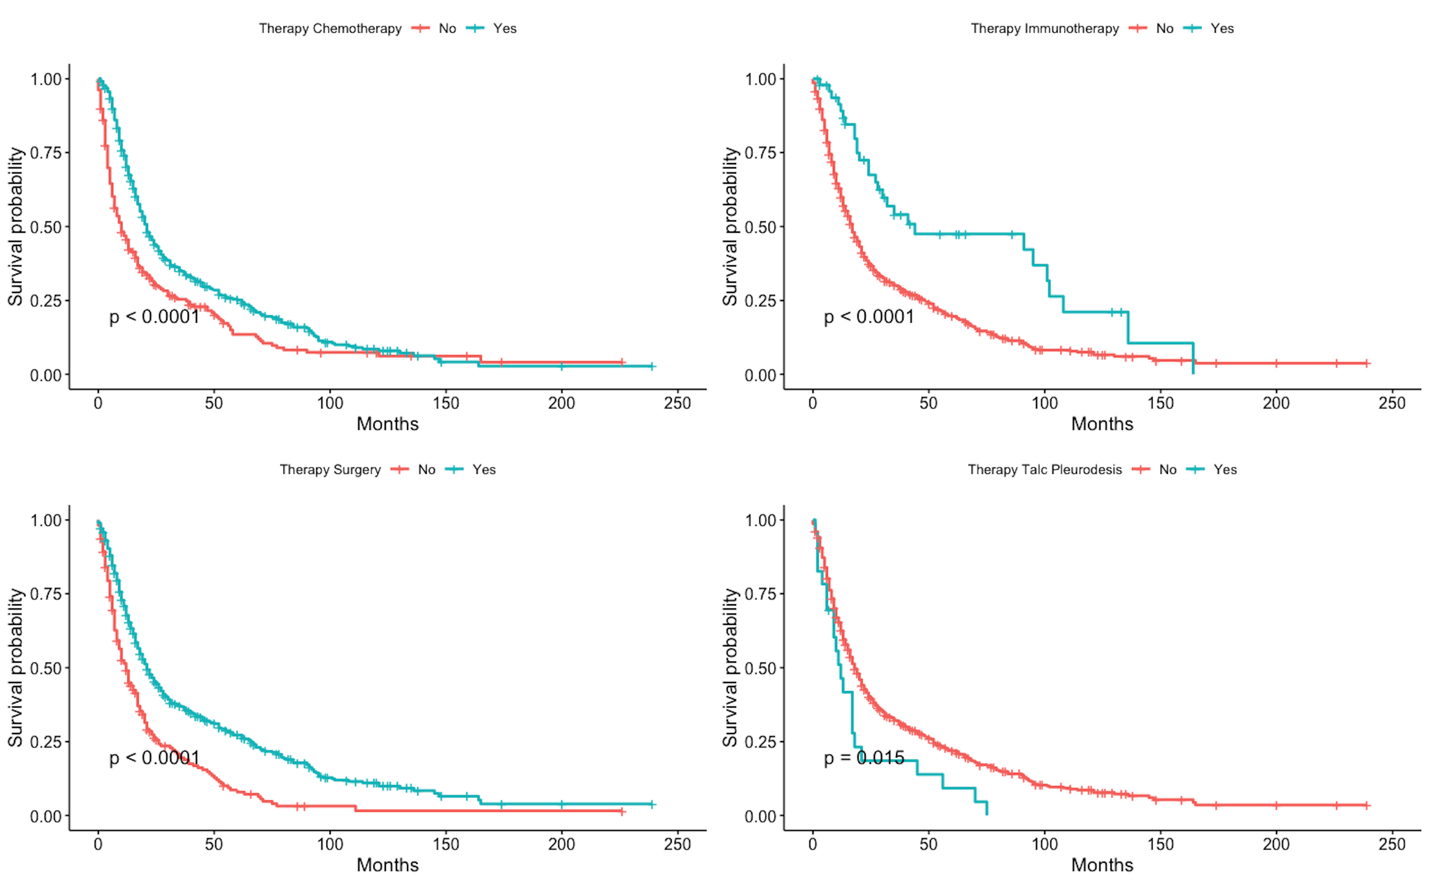 Therapy Chemotherapy No Yes
Survival probability
1.00
0.75
0.50
0.25
0.00
p < 0.0001
0 50 100 150 200 250
Months
Therapy Immunotherapy No Yes
Survival probability
1.00
0.75
0.50
0.25
0.00
p < 0.0001
0 50 100 150 200 250
Months
Therapy Surgery No Yes
Survival probability
1.00
0.75
0.50
0.25
0.00
p < 0.0001
0 50 100 150 200 250
Months
Therapy Talc Pleurodesis No Yes
Survival probability
1.00
0.75
0.50
0.25
0.00
p = 0.015
0 50 100 150 200 250
Months